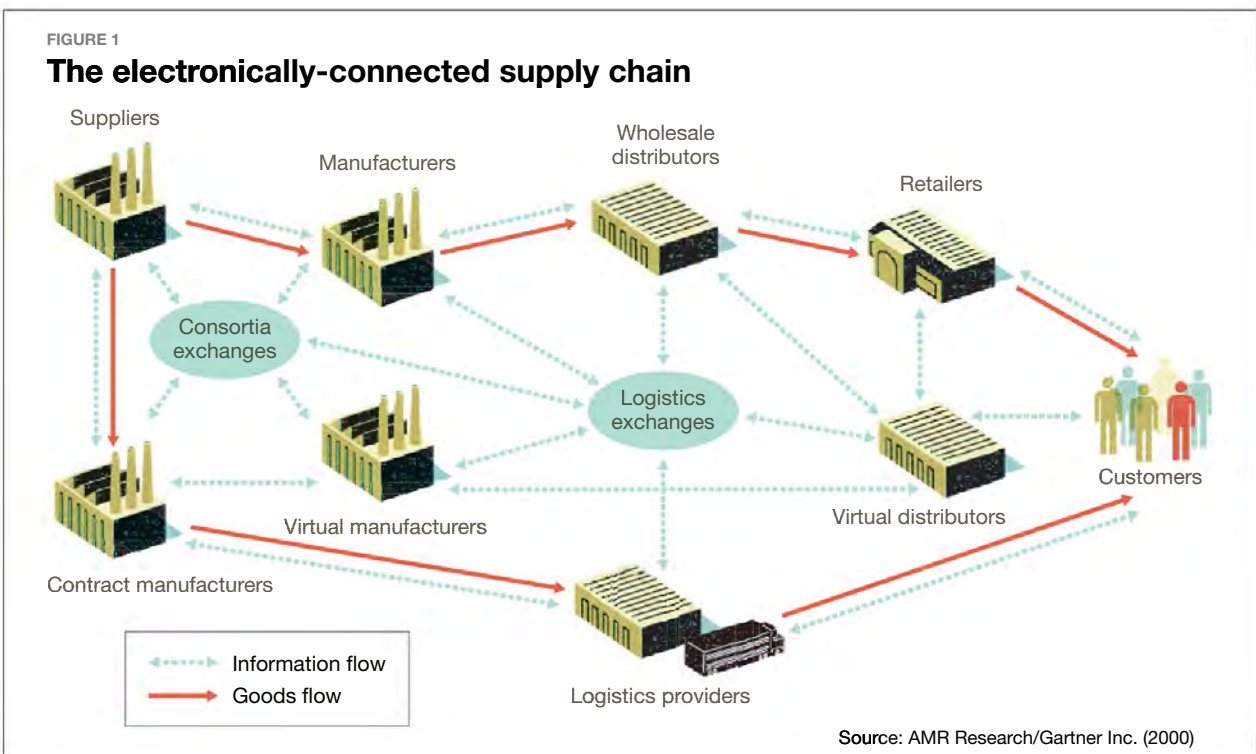 FIGURE 1
The electronically-connected supply chain
Suppliers
Manufacturers
Wholesale
distributors
Retailers
Consortia
exchanges
Logistics
exchanges
Customers
Virtual manufacturers
Virtual distributors
Contract manufacturers
Logistics providers
Information flow
Goods flow
Source: AMR Research/Gartner Inc. (2000)